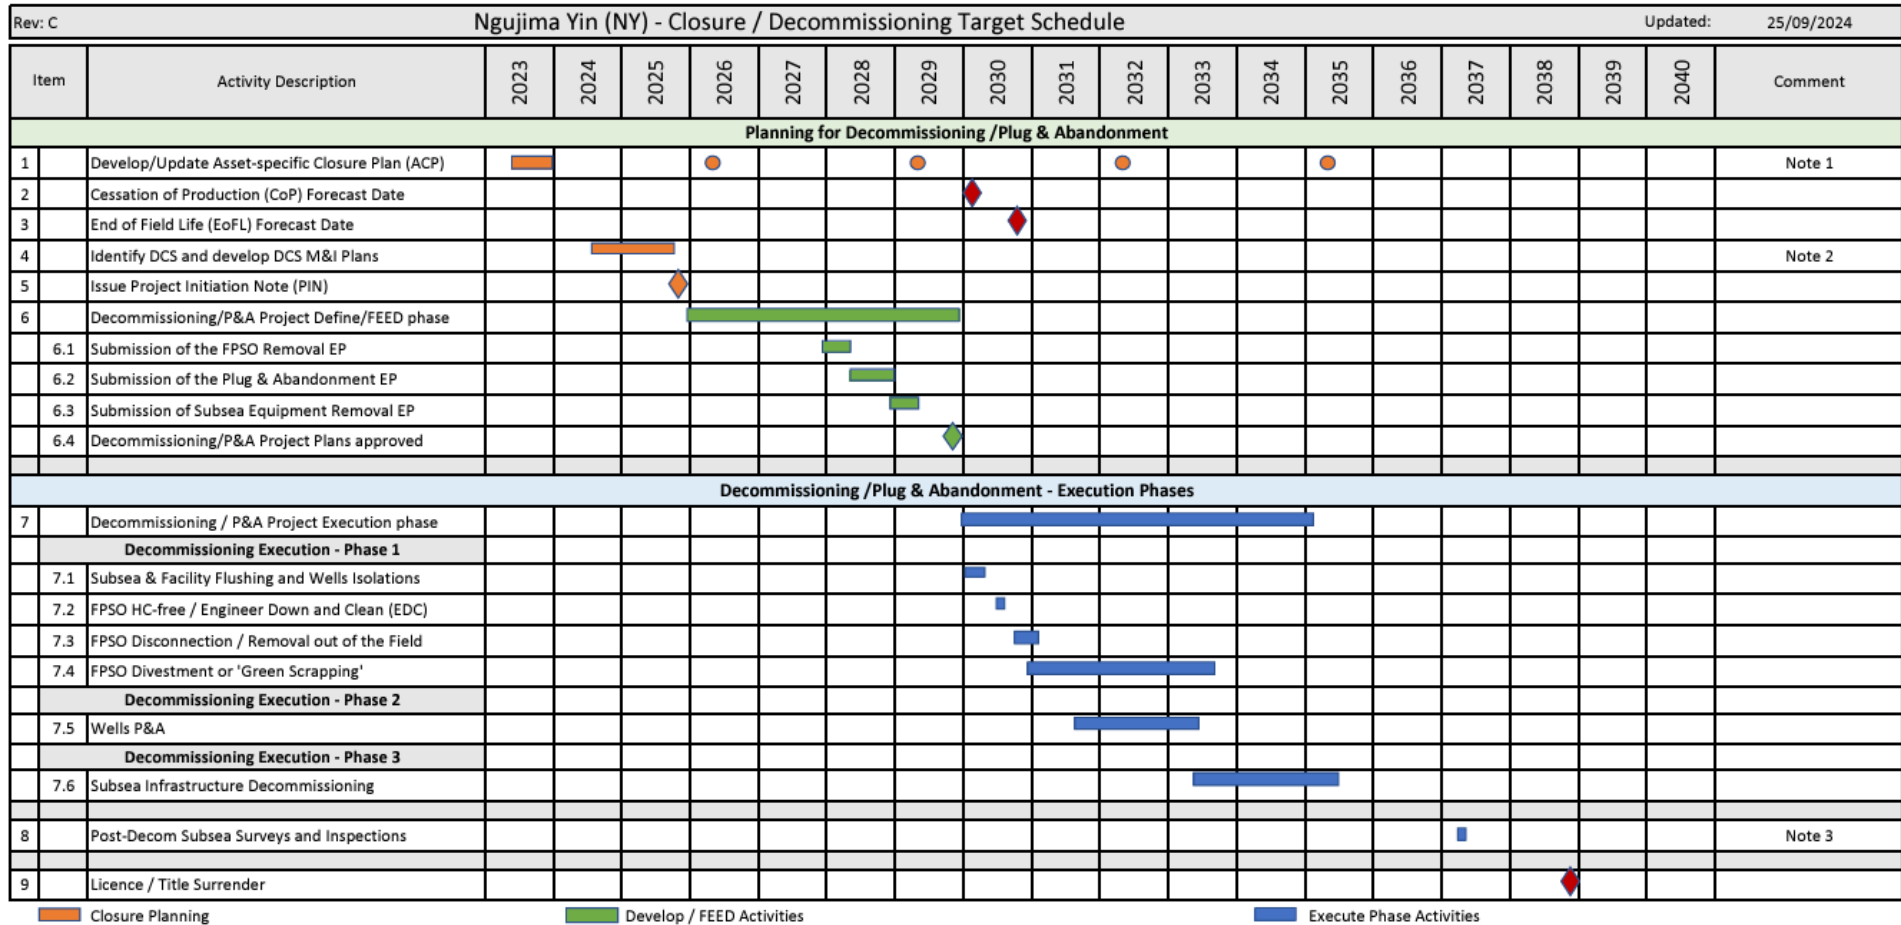 Rev: C Ngujima Yin (NY) - Closure / Decommissioning Target Schedule Updated: 25/09/2024
Item Activity Description 2023 2024 2025 2026 2027 2028 2029 2030 2031 2032 2033 2034 2035 2036 2037 2038 2039 2040 Comment
Planning for Decommissioning /Plug & Abandonment
1 Develop/Update Asset-specific Closure Plan (ACP) Note 1
2 Cessation of Production (CoP) Forecast Date
3 End of Field Life (EoFL) Forecast Date
4 Identify DCS and develop DCS M&I Plans Note 2
5 Issue Project Initiation Note (PIN)
6 Decommissioning/P&A Project Define/FEED phase
6.1 Submission of the FPSO Removal EP
6.2 Submission of the Plug & Abandonment EP
6.3 Submission of Subsea Equipment Removal EP
6.4 Decommissioning/P&A Project Plans approved
Decommissioning /Plug & Abandonment - Execution Phases
7 Decommissioning / P&A Project Execution phase
Decommissioning Execution - Phase 1
7.1 Subsea & Facility Flushing and Wells Isolations
7.2 FPSO HC-free / Engineer Down and Clean (EDC)
7.3 FPSO Disconnection / Removal out of the Field
7.4 FPSO Divestment or 'Green Scrapping'
Decommissioning Execution - Phase 2
7.5 Wells P&A
Decommissioning Execution - Phase 3
7.6 Subsea Infrastructure Decommissioning
8 Post-Decom Subsea Surveys and Inspections Note 3
9 Licence / Title Surrender
Closure Planning Develop / FEED Activities Execute Phase Activities